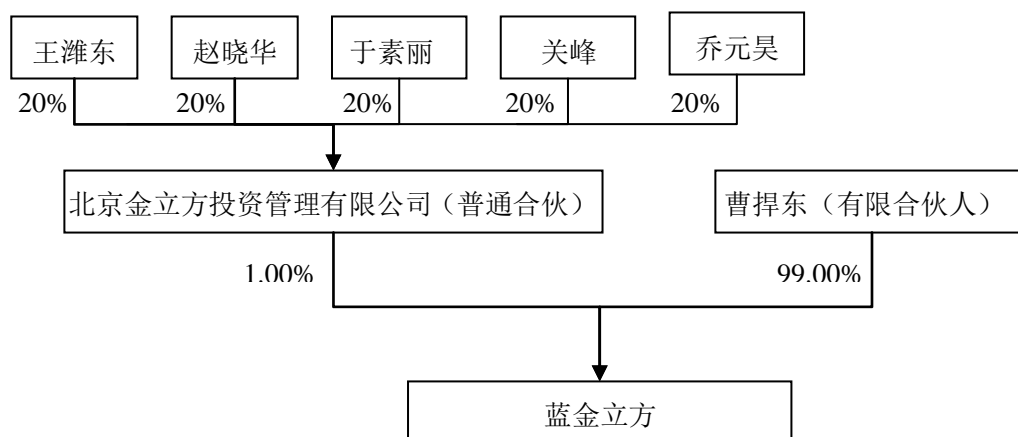 王潍东 赵晓华 于素丽 关峰 乔元昊
20% 20% 20% 20% 20%
北京金立方投资管理有限公司（普通合伙） 曹捍东（有限合伙人）
1.00% 99.00%
蓝金立方